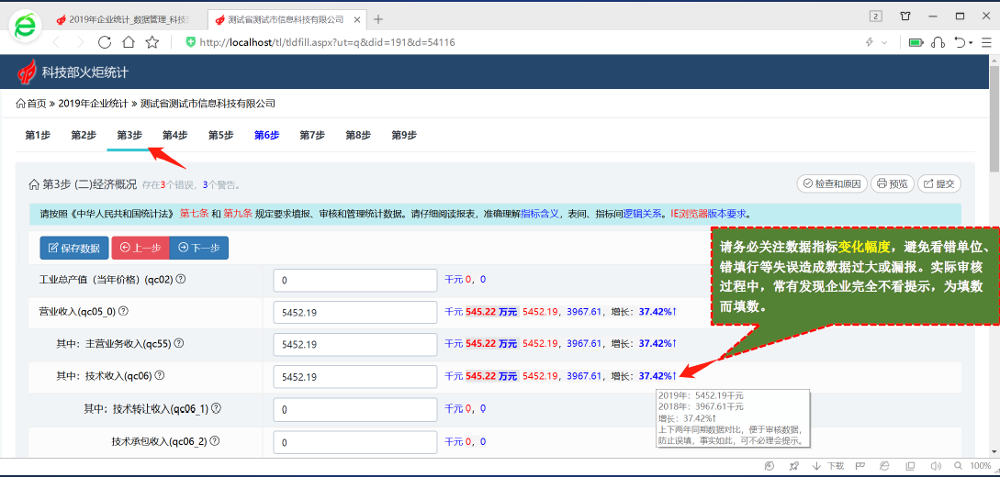 2019年企业统计_数据管理_科技
测试省测试市信息科技有限公司
2
http://localhost/tl/tldfill.aspx?ut=q&did=191&d=54116
科技部火炬统计
首页 » 2019年企业统计 » 测试省测试市信息科技有限公司
第1步 第2步 第3步 第4步 第5步 第6步 第7步 第8步 第9步
第3步 (二)经济概况 存在3个错误，3个警告。
检查和原因 预览 提交
请按照《中华人民共和国统计法》 第七条 和 第九条 规定要求填报、审核和管理统计数据。请仔细阅读报表，准确理解指标含义，表间、指标间逻辑关系。IE浏览器版本要求。
保存数据 上一步 下一步
请务必关注数据指标变化幅度，避免看错单位、
错填行等失误造成数据过大或漏报。实际审核
过程中，常有发现企业完全不看提示，为填数
而填数。
工业总产值（当年价格）(qc02) 0 千元 0，0
营业收入(qc05_0) 5452.19 千元 545.22 万元 5452.19，3967.61，增长：37.42%↑
其中：主营业务收入(qc55) 5452.19 千元 545.22 万元 5452.19，3967.61，增长：37.42%↑
其中：技术收入(qc06) 5452.19 千元 545.22 万元 5452.19，3967.61，增长：37.42%↑
其中：技术转让收入(qc06_1) 0 千元 0，0
技术承包收入(qc06_2) 0 千元 0，0
2019年：5452.19千元
2018年：3967.61千元
增长：37.42%↑
上下两年同期数据对比，便于审核数据，
防止误填，事实如此，可不必理会提示。
下载 100%